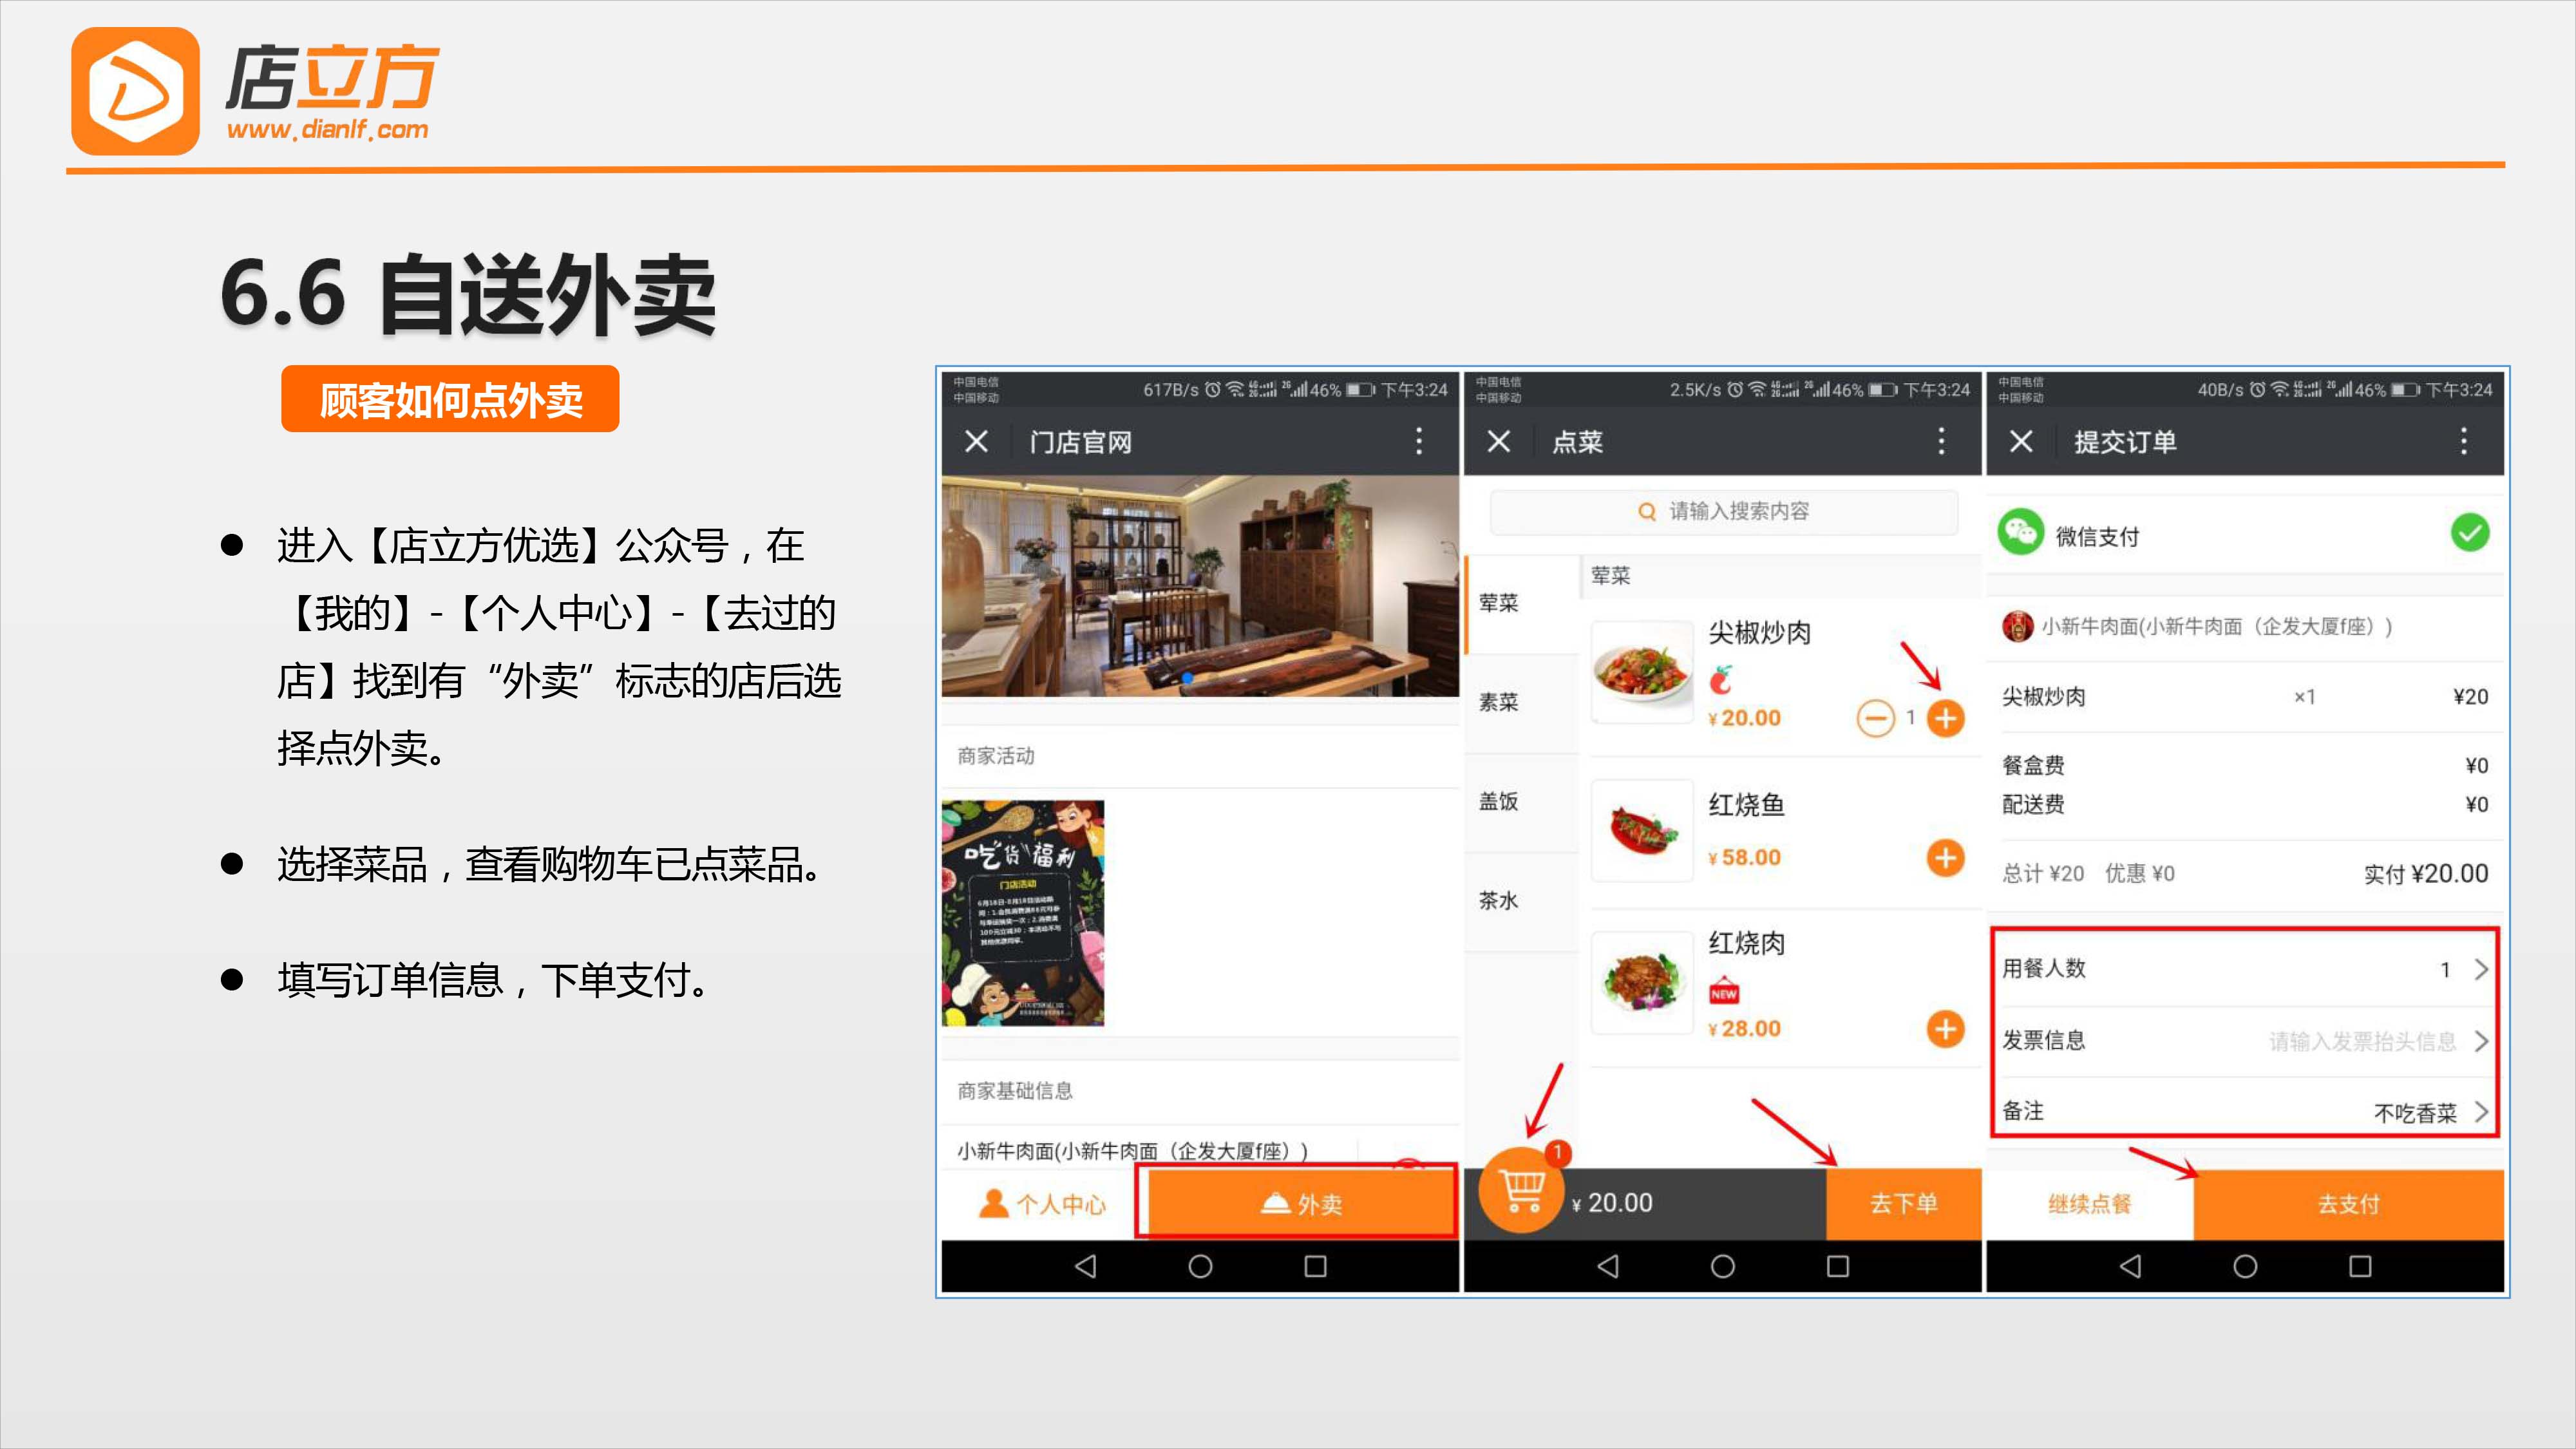 店立方
www.dianlf.com
6.6 自送外卖
顾客如何点外卖
● 进入【店立方优选】公众号，在
【我的】-【个人中心】-【去过的
店】找到有“外卖”标志的店后选
择点外卖。
● 选择菜品，查看购物车已点菜品。
● 填写订单信息，下单支付。
中国电信
中国移动
617B/s 46% 下午3:24
门店官网
商家活动
吃货福利
门店活动
商家基础信息
小新牛肉面(小新牛肉面（企发大厦f座）)
个人中心
外卖
中国电信
中国移动
2.5K/s 46% 下午3:24
点菜
请输入搜索内容
荤菜
素菜
盖饭
茶水
荤菜
尖椒炒肉
¥20.00
1
红烧鱼
¥58.00
红烧肉
NEW
¥28.00
1
¥20.00
去下单
中国电信
中国移动
40B/s 46% 下午3:24
提交订单
微信支付
小新牛肉面(小新牛肉面（企发大厦f座）)
尖椒炒肉 ×1 ¥20
餐盒费 ¥0
配送费 ¥0
总计 ¥20 优惠 ¥0 实付 ¥20.00
用餐人数 1
发票信息 请输入发票抬头信息
备注 不吃香菜
继续点餐
去支付